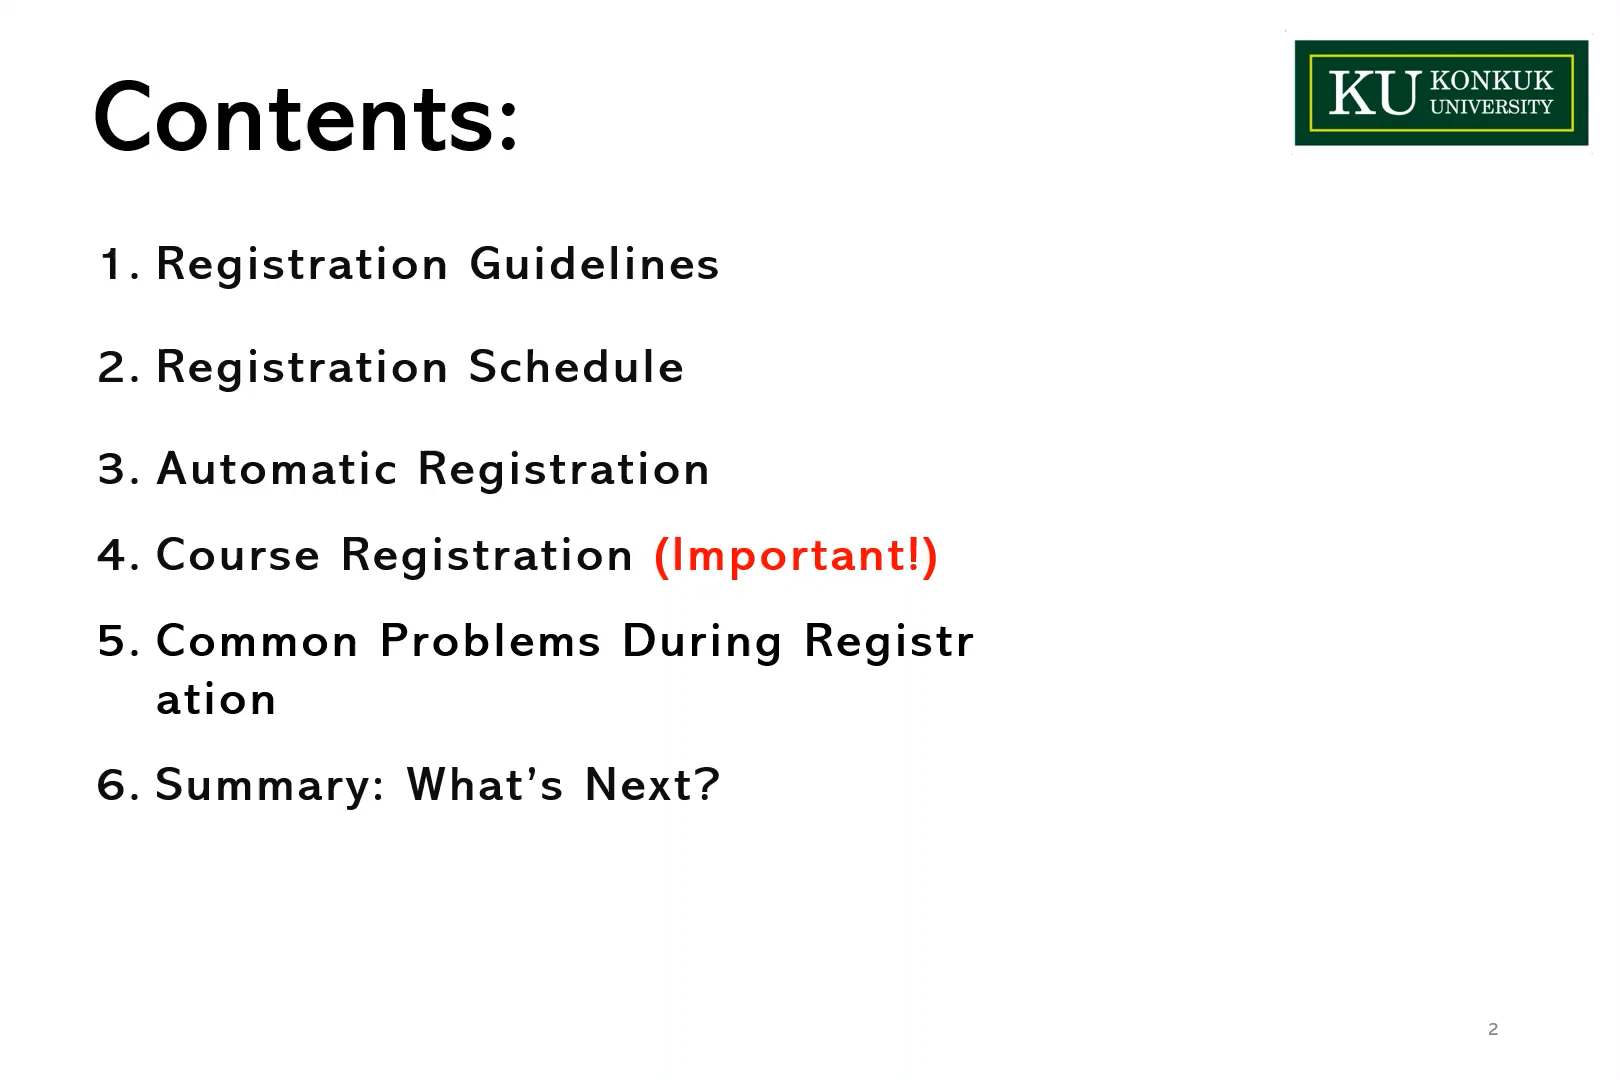 Contents:
KU KONKUK
UNIVERSITY
1. Registration Guidelines
2. Registration Schedule
3. Automatic Registration
4. Course Registration (Important!)
5. Common Problems During Registr
ation
6. Summary: What’s Next?
2